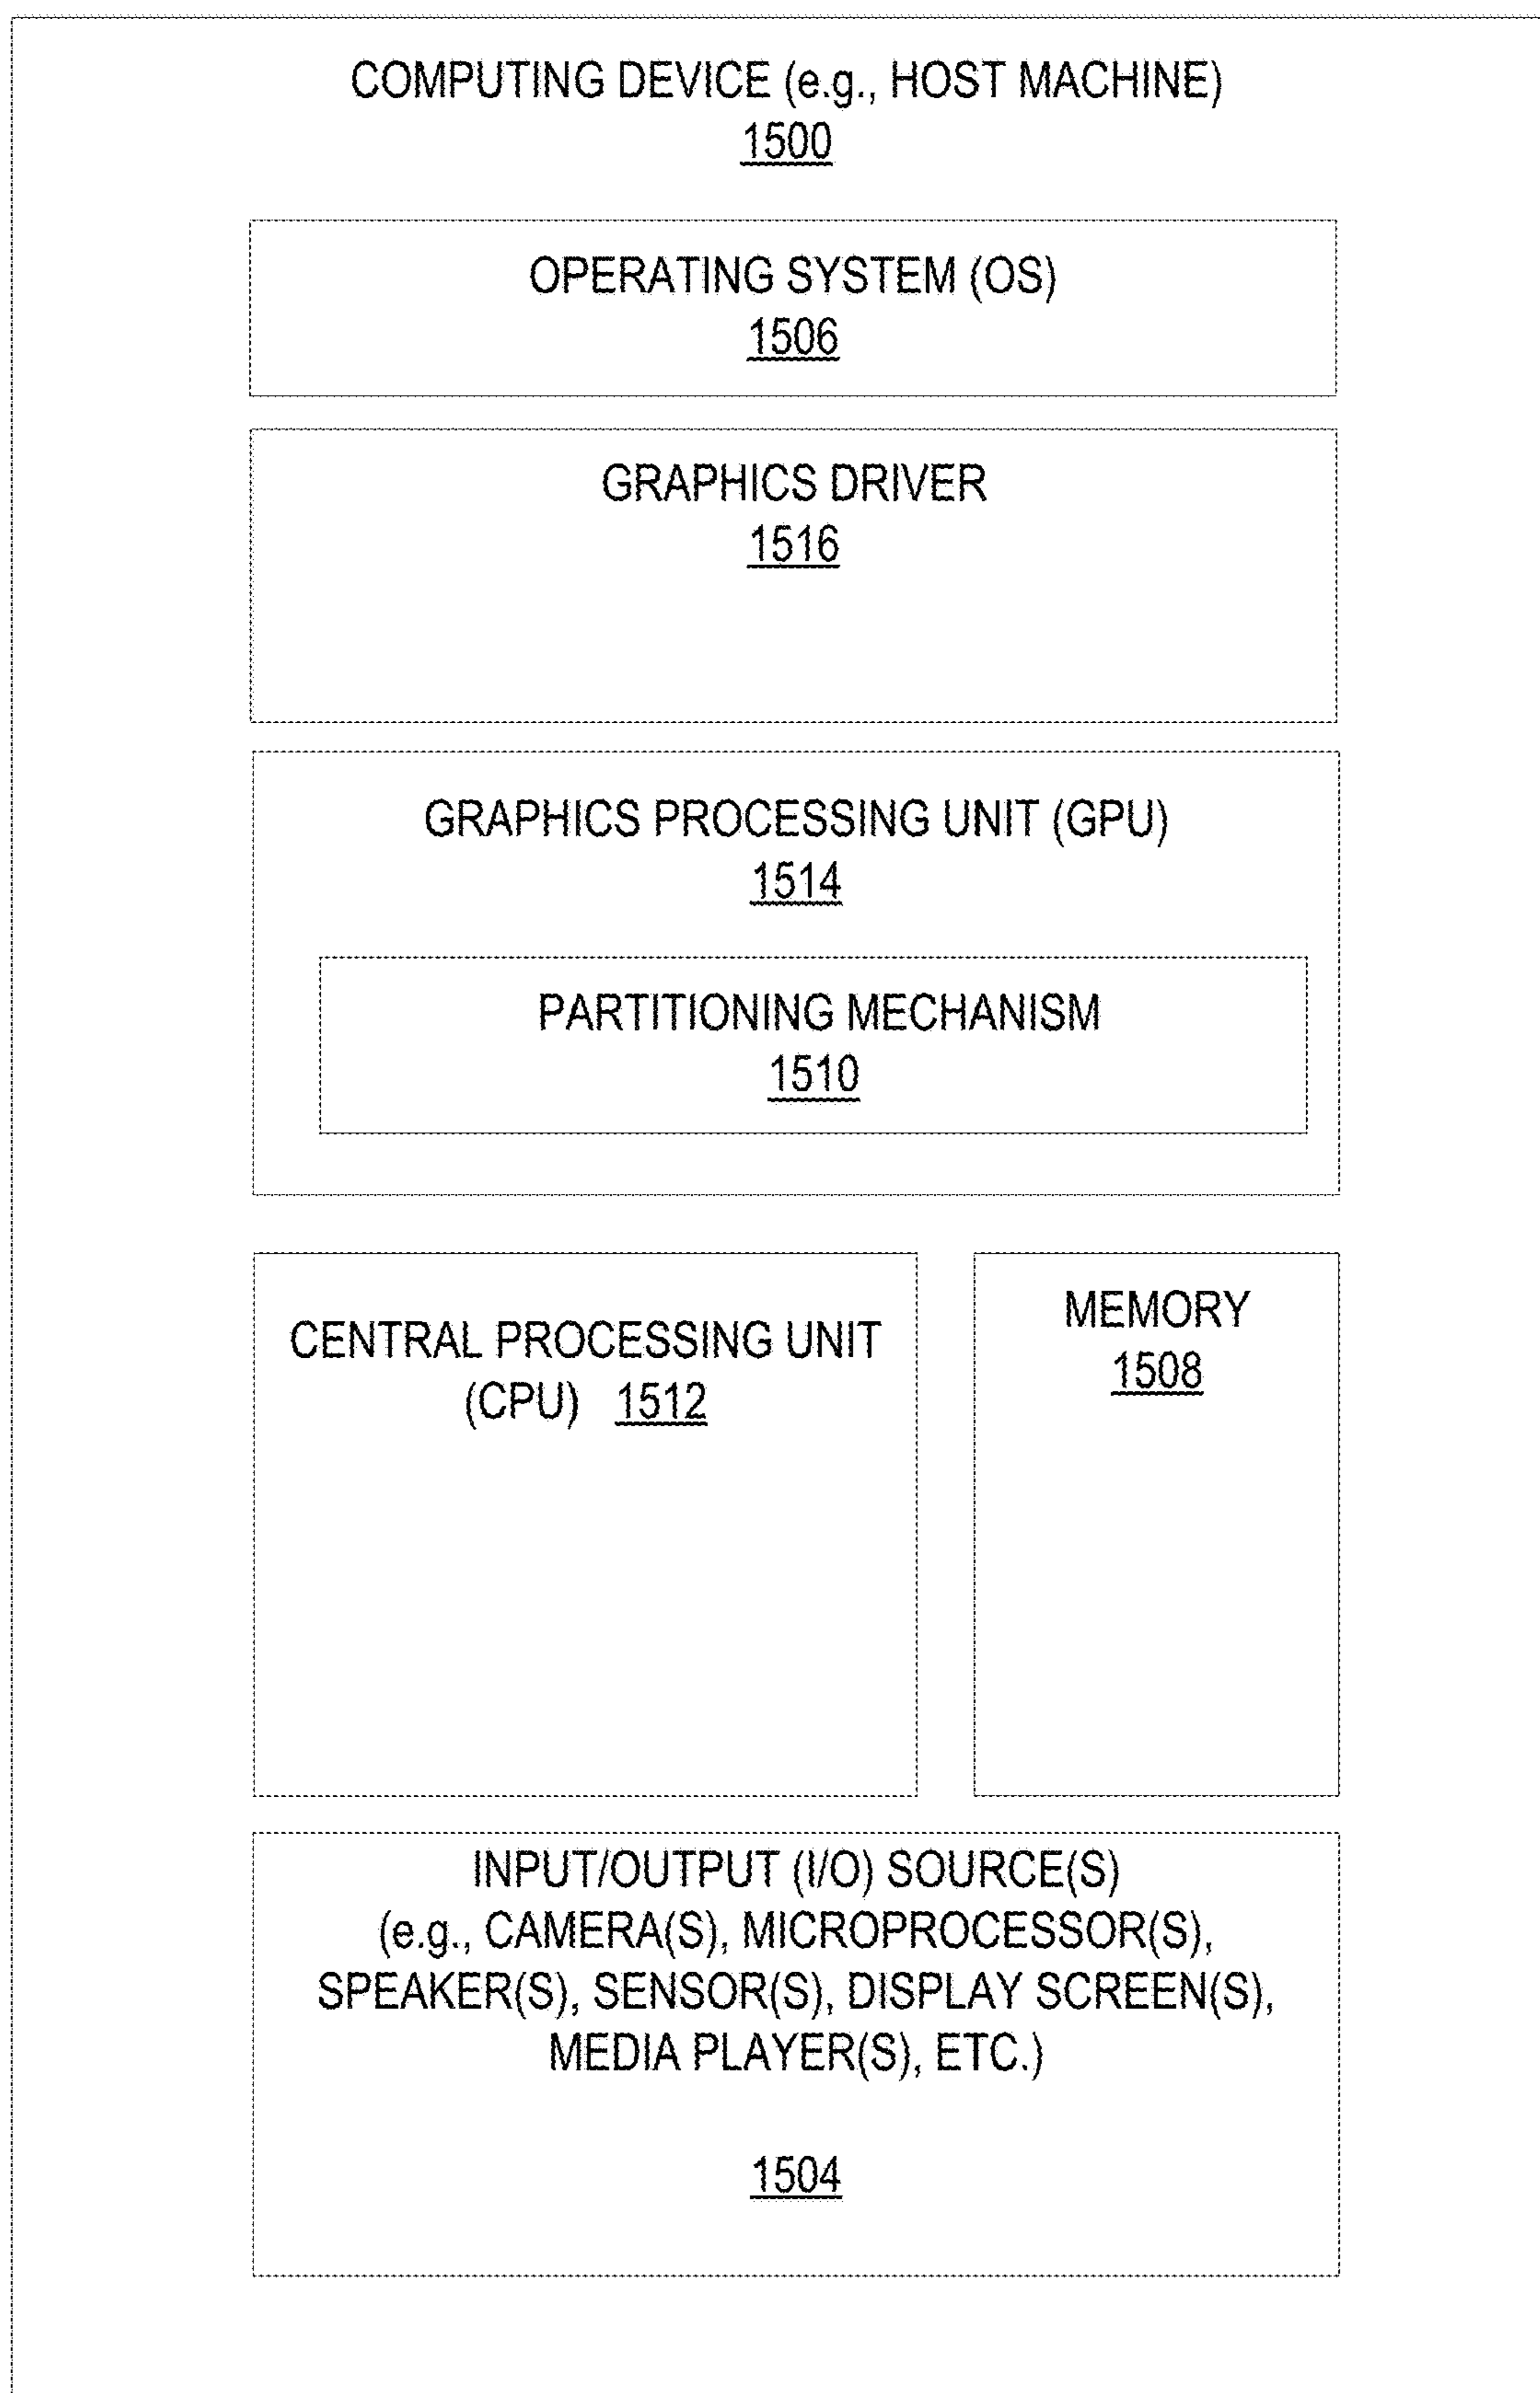 COMPUTING DEVICE (e.g., HOST MACHINE)
1500
OPERATING SYSTEM (OS)
1506
GRAPHICS DRIVER
1516
GRAPHICS PROCESSING UNIT (GPU)
1514
PARTITIONING MECHANISM
1510
CENTRAL PROCESSING UNIT
(CPU) 1512
MEMORY
1508
INPUT/OUTPUT (I/O) SOURCE(S)
(e.g., CAMERA(S), MICROPROCESSOR(S),
SPEAKER(S), SENSOR(S), DISPLAY SCREEN(S),
MEDIA PLAYER(S), ETC.)
1504